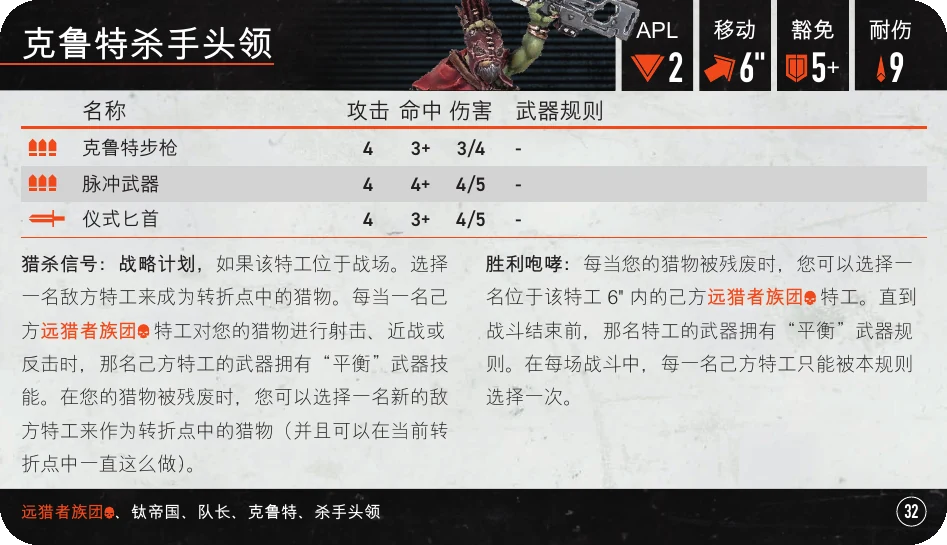 克鲁特杀手头领
APL 移动 豁免 耐伤
2 6" 5+ 9
名称 攻击 命中 伤害 武器规则
克鲁特步枪 4 3+ 3/4 -
脉冲武器 4 4+ 4/5 -
仪式匕首 4 3+ 4/5 -
猎杀信号：战略计划，如果该特工位于战场。选择
一名敌方特工来成为转折点中的猎物。每当一名己
方远猎者族团特工对您的猎物进行射击、近战或
反击时，那名己方特工的武器拥有“平衡”武器技
能。在您的猎物被残废时，您可以选择一名新的敌
方特工来作为转折点中的猎物（并且可以在当前转
折点中一直这么做）。
胜利咆哮：每当您的猎物被残废时，您可以选择一
名位于该特工 6" 内的己方远猎者族团特工。直到
战斗结束前，那名特工的武器拥有“平衡”武器规
则。在每场战斗中，每一名己方特工只能被本规则
选择一次。
远猎者族团、钛帝国、队长、克鲁特、杀手头领
32